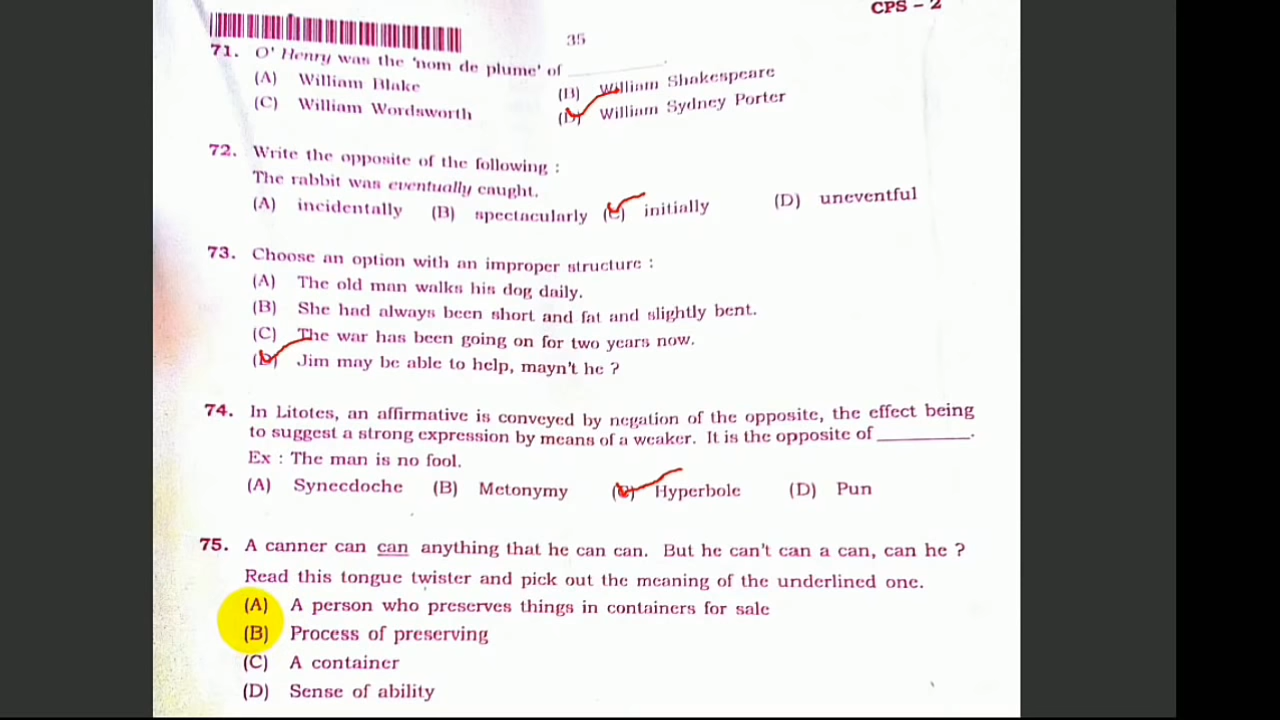 CPS – 2
35
71. O' Henry was the 'nom de plume' of ________.
(A) William Blake (B) William Shakespeare
(C) William Wordsworth (D) William Sydney Porter
72. Write the opposite of the following :
The rabbit was eventually caught.
(A) incidentally (B) spectacularly (C) initially (D) uneventful
73. Choose an option with an improper structure :
(A) The old man walks his dog daily.
(B) She had always been short and fat and slightly bent.
(C) The war has been going on for two years now.
(D) Jim may be able to help, mayn't he ?
74. In Litotes, an affirmative is conveyed by negation of the opposite, the effect being
to suggest a strong expression by means of a weaker. It is the opposite of ________.
Ex : The man is no fool.
(A) Synecdoche (B) Metonymy (C) Hyperbole (D) Pun
75. A canner can can anything that he can can. But he can't can a can, can he ?
Read this tongue twister and pick out the meaning of the underlined one.
(A) A person who preserves things in containers for sale
(B) Process of preserving
(C) A container
(D) Sense of ability